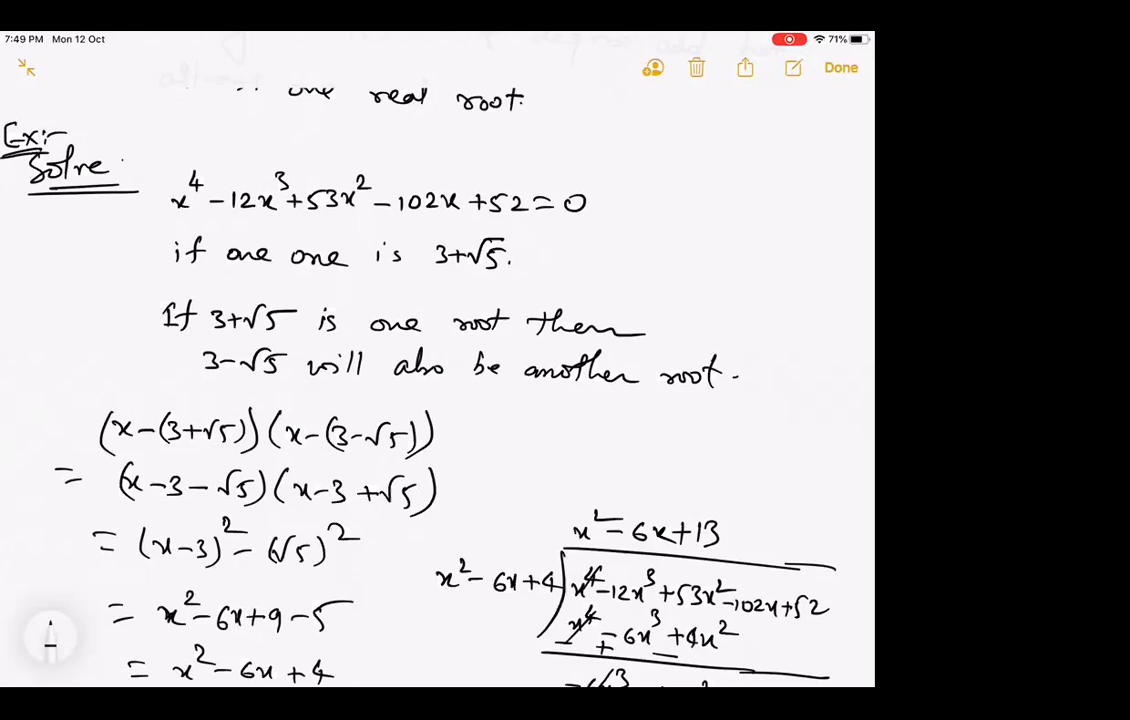 7:49 PM Mon 12 Oct
71%
Done
one real root.
Ex:-
Solve
x⁴ - 12x³ + 53x² - 102x + 52 = 0
if one one is 3+√5.
If 3+√5 is one root then
3-√5 will also be another root.
(x-(3+√5))(x-(3-√5))
= (x-3-√5)(x-3+√5)
= (x-3)² - (√5)²
= x² - 6x + 9 - 5
= x² - 6x + 4
x² - 6x + 13
x² - 6x + 4) x⁴ - 12x³ + 53x² - 102x + 52
x⁴ - 6x³ + 4x²
- + -